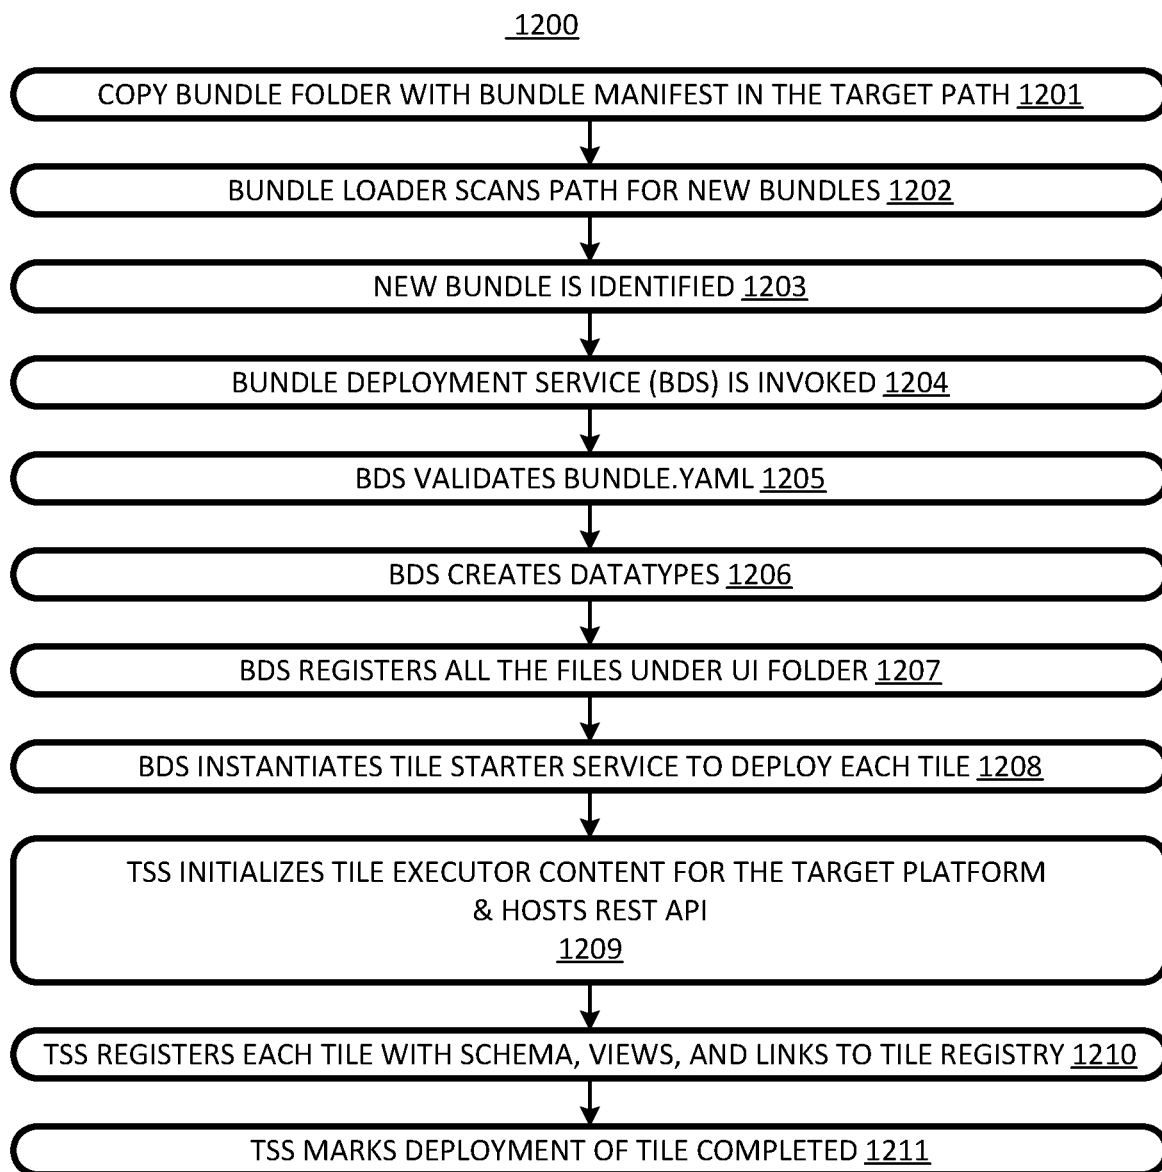 1200
COPY BUNDLE FOLDER WITH BUNDLE MANIFEST IN THE TARGET PATH 1201
BUNDLE LOADER SCANS PATH FOR NEW BUNDLES 1202
NEW BUNDLE IS IDENTIFIED 1203
BUNDLE DEPLOYMENT SERVICE (BDS) IS INVOKED 1204
BDS VALIDATES BUNDLE.YAML 1205
BDS CREATES DATATYPES 1206
BDS REGISTERS ALL THE FILES UNDER UI FOLDER 1207
BDS INSTANTIATES TILE STARTER SERVICE TO DEPLOY EACH TILE 1208
TSS INITIALIZES TILE EXECUTOR CONTENT FOR THE TARGET PLATFORM
& HOSTS REST API
1209
TSS REGISTERS EACH TILE WITH SCHEMA, VIEWS, AND LINKS TO TILE REGISTRY 1210
TSS MARKS DEPLOYMENT OF TILE COMPLETED 1211